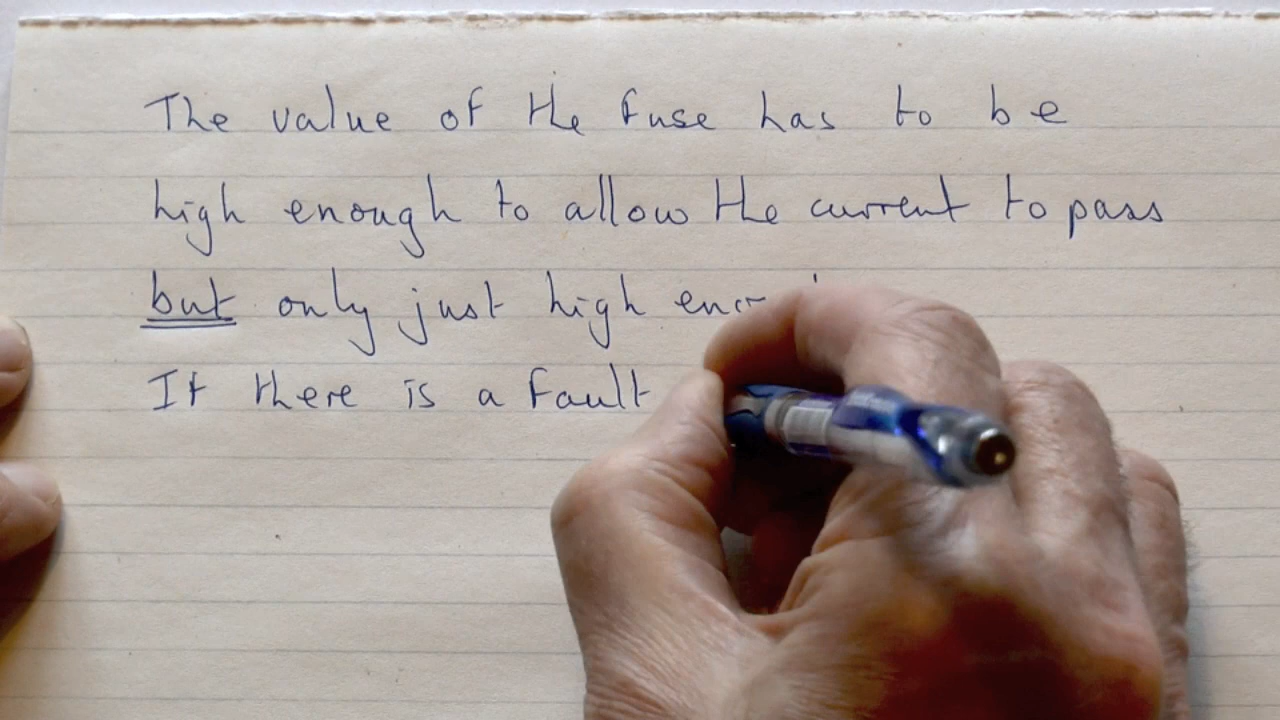 The value of the fuse has to be
high enough to allow the current to pass
but only just high
If there is a fault